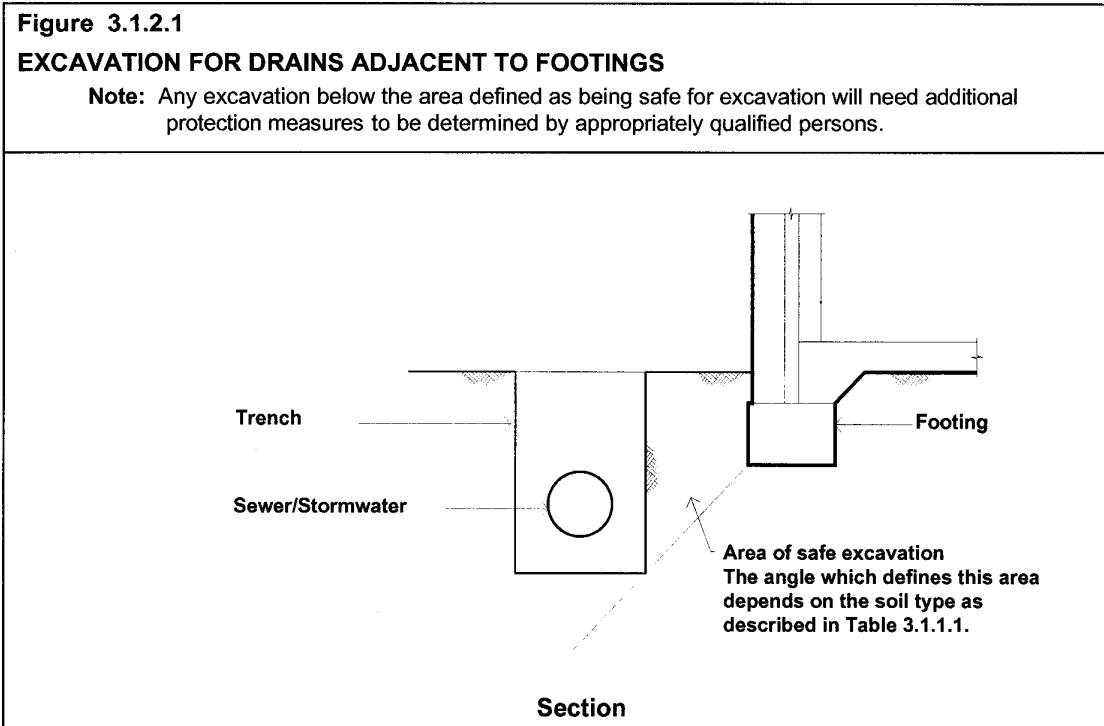 Figure 3.1.2.1
EXCAVATION FOR DRAINS ADJACENT TO FOOTINGS
Note: Any excavation below the area defined as being safe for excavation will need additional
protection measures to be determined by appropriately qualified persons.
Trench
Footing
Sewer/Stormwater
Area of safe excavation
The angle which defines this area
depends on the soil type as
described in Table 3.1.1.1.
Section